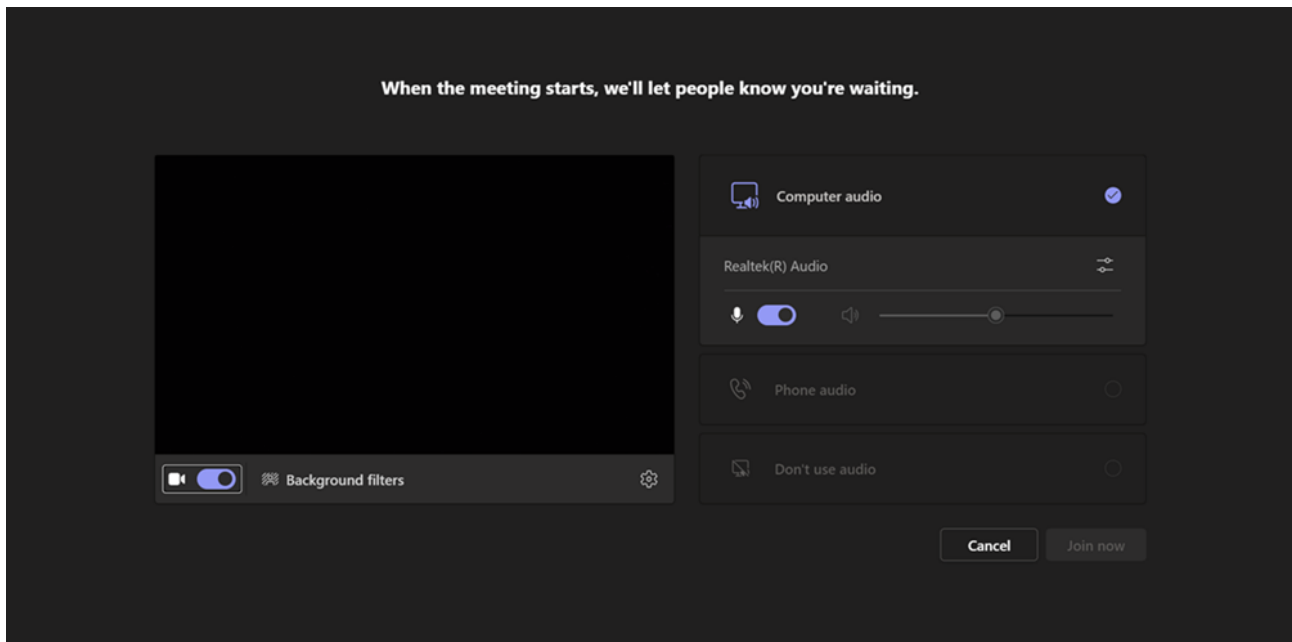 When the meeting starts, we'll let people know you're waiting.
Computer audio
Realtek(R) Audio
Phone audio
Background filters
Don't use audio
Cancel
Join now